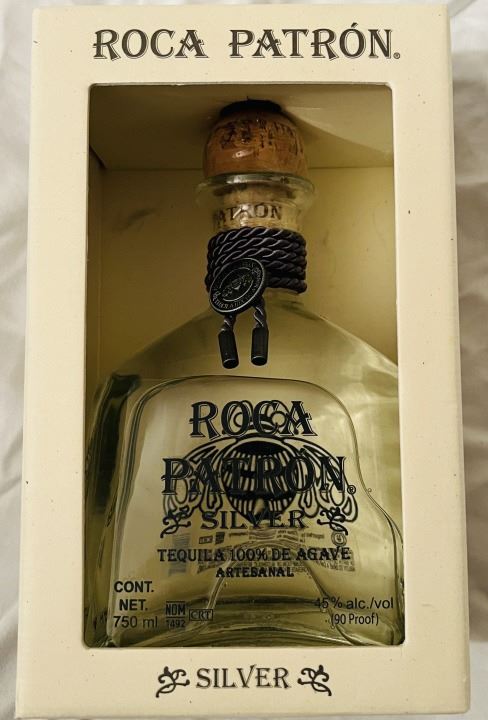 ROCA PATRÓN®
PATRON
ROCA
PATRÓN®
SILVER
TEQUILA 100% DE AGAVE
ARTESANAL
CONT.
NET.
750 ml
NOM
1492
CRT
45% alc./vol
(90 Proof)
SILVER